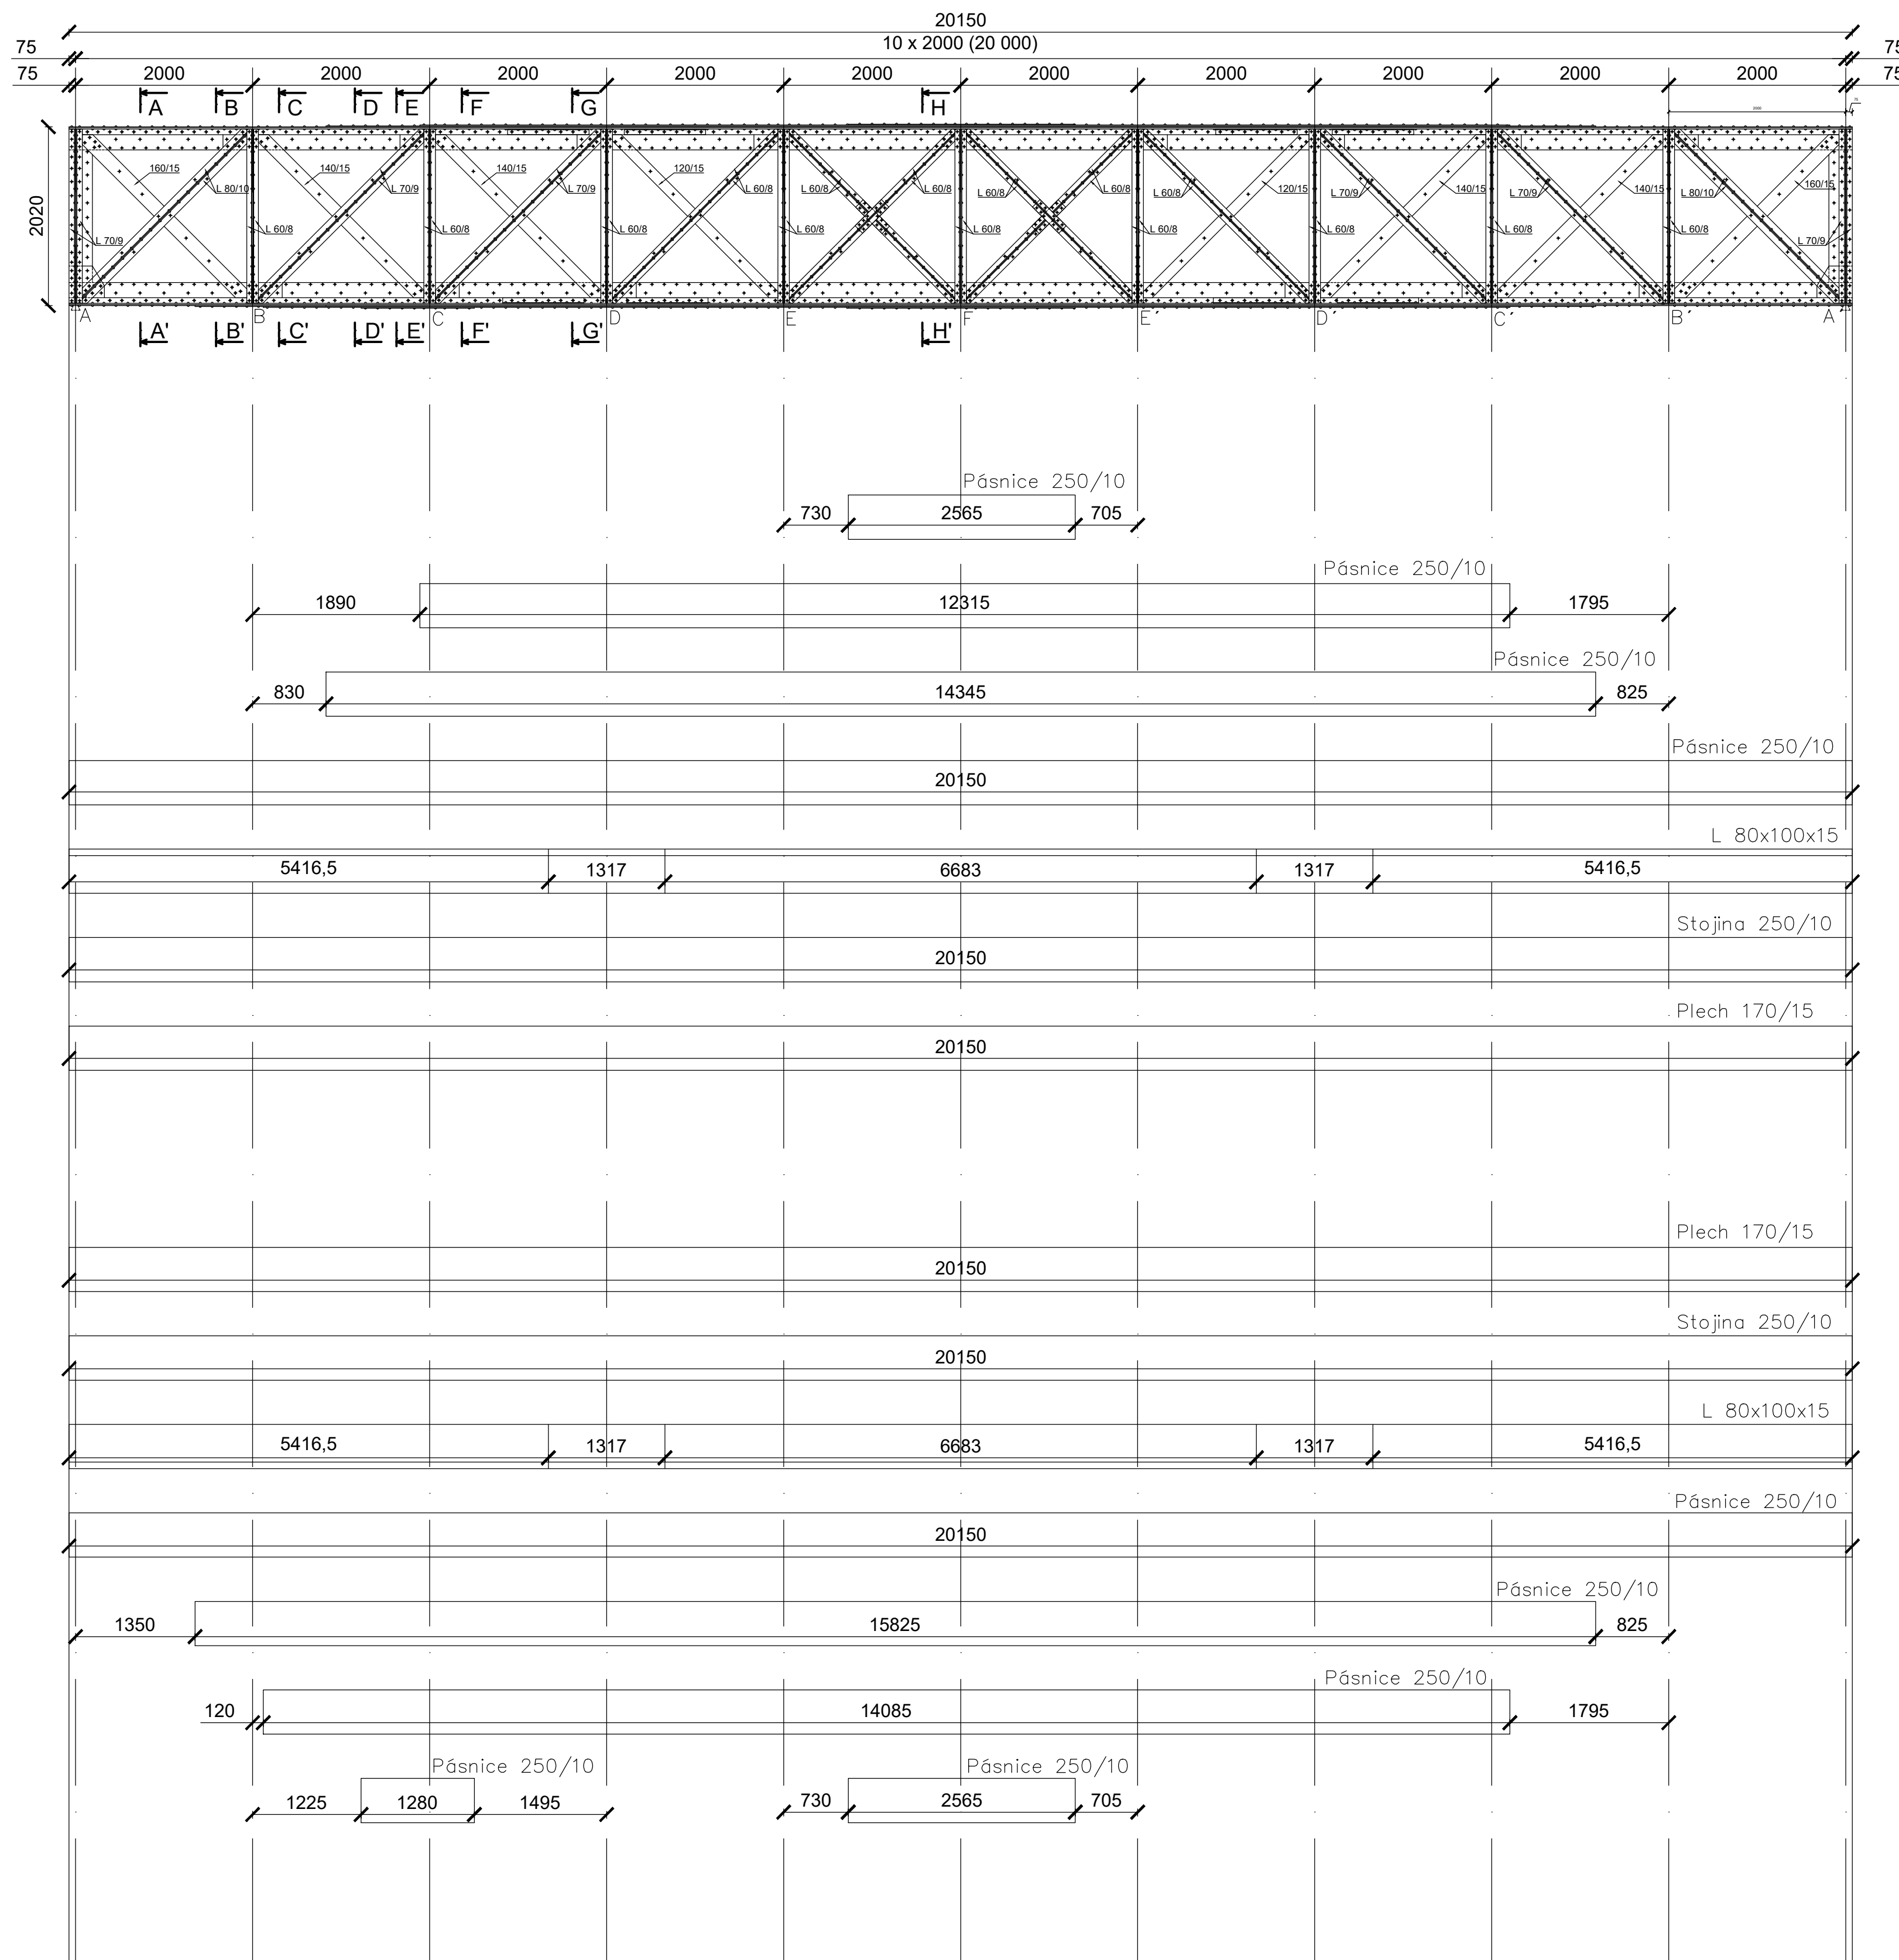 20150
75 10 x 2000 (20 000) 75
75 2000 2000 2000 2000 2000 2000 2000 2000 2000 2000 75
A B C D E F G H
2000
160/15 L 80/10 140/15 L 70/9 140/15 L 70/9 120/15 L 60/8 L 60/8 L 60/8 L 60/8 L 60/8 L 60/8 120/15 L 70/9 140/15 L 70/9 140/15 L 80/10 160/15
2020
L 70/9 L 60/8 L 60/8 L 60/8 L 60/8 L 60/8 L 60/8 L 60/8 L 60/8 L 60/8 L 70/9
A B C D E F E´ D´ C´ B´ A´
A' B' C' D' E' F' G' H'
Pásnice 250/10
730 2565 705
Pásnice 250/10
1890 12315 1795
Pásnice 250/10
830 14345 825
Pásnice 250/10
20150
L 80x100x15
5416,5 1317 6683 1317 5416,5
Stojina 250/10
20150
Plech 170/15
20150
Plech 170/15
20150
Stojina 250/10
20150
L 80x100x15
5416,5 1317 6683 1317 5416,5
Pásnice 250/10
20150
Pásnice 250/10
1350 15825 825
Pásnice 250/10
120 14085 1795
Pásnice 250/10 Pásnice 250/10
1225 1280 1495 730 2565 705